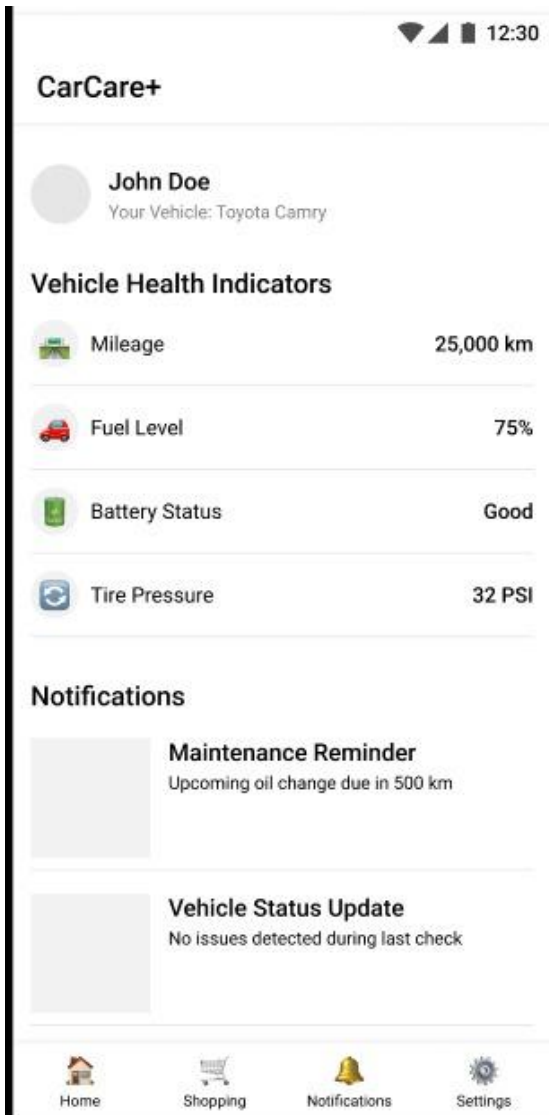 12:30
CarCare+
John Doe
Your Vehicle: Toyota Camry
Vehicle Health Indicators
Mileage 25,000 km
Fuel Level 75%
Battery Status Good
Tire Pressure 32 PSI
Notifications
Maintenance Reminder
Upcoming oil change due in 500 km
Vehicle Status Update
No issues detected during last check
Home Shopping Notifications Settings